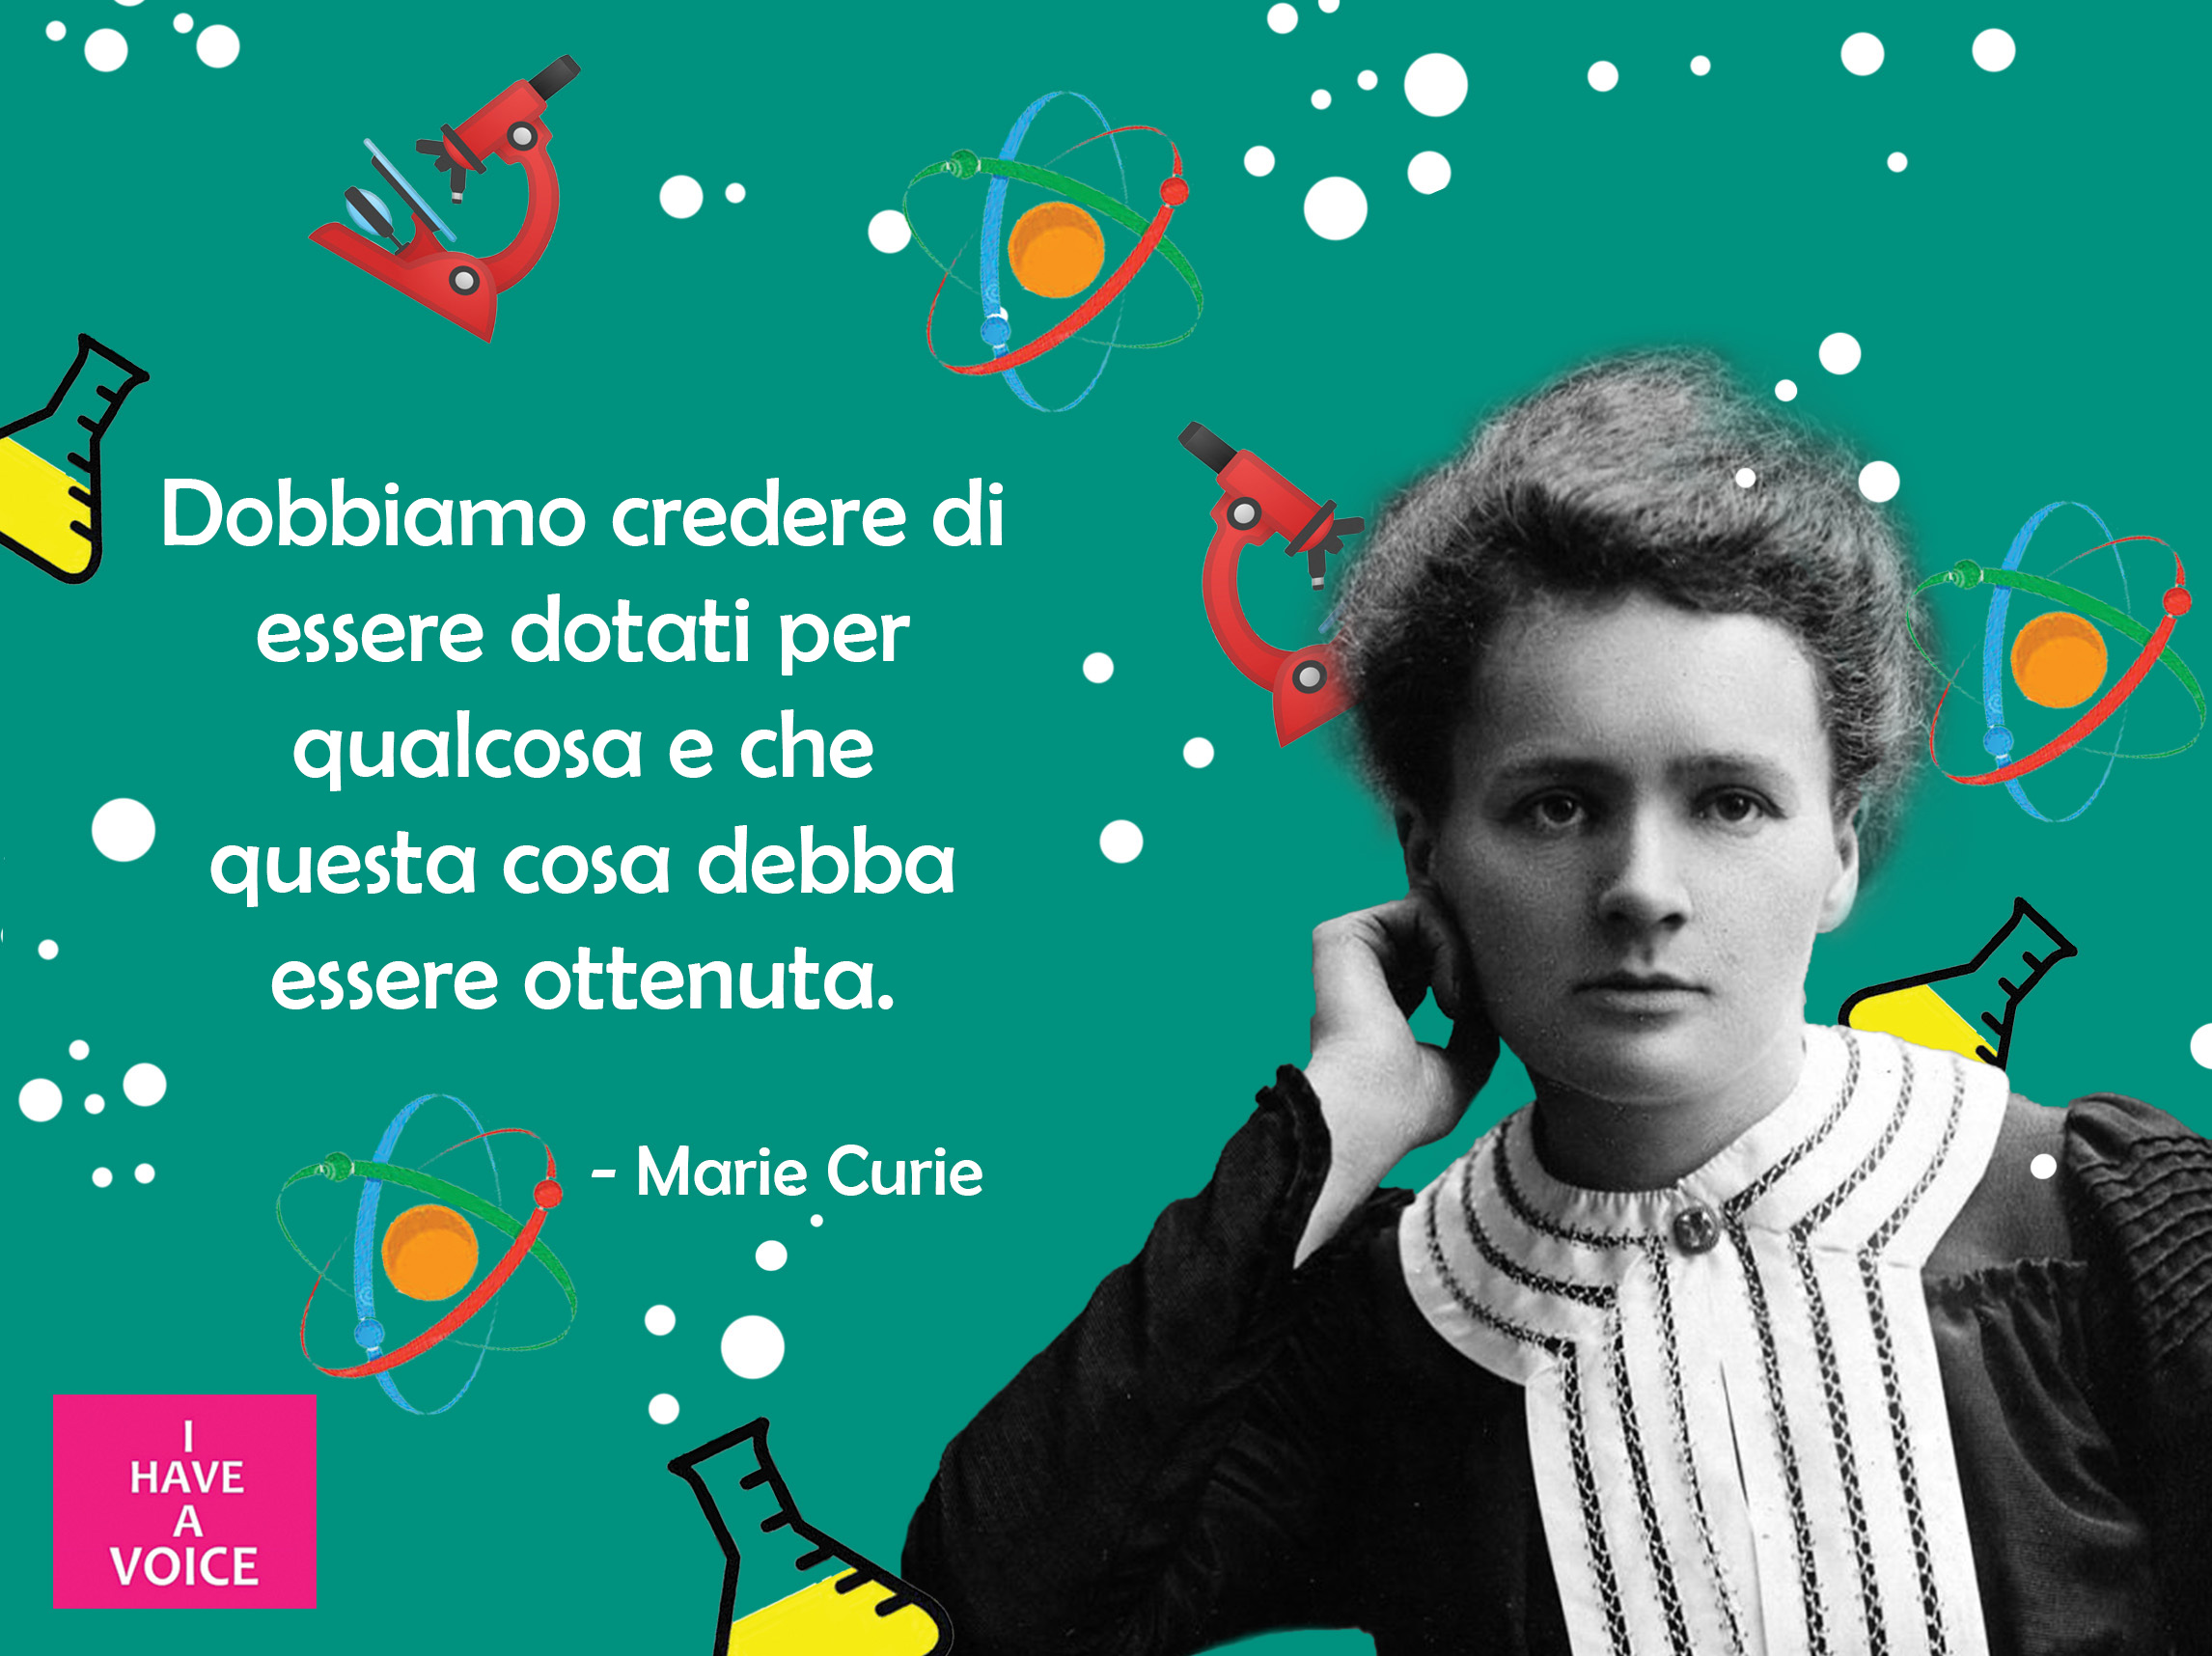 Dobbiamo credere di
essere dotati per
qualcosa e che
questa cosa debba
essere ottenuta.
- Marie Curie
I
HAVE
A
VOICE